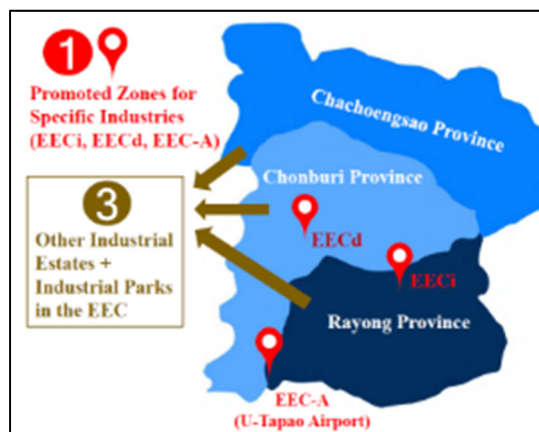 1
Promoted Zones for
Specific Industries
(EECi, EECd, EEC-A)
Chachoengsao Province
Chonburi Province
3
Other Industrial
Estates +
Industrial Parks
in the EEC
EECd
EECi
Rayong Province
EEC-A
(U-Tapao Airport)